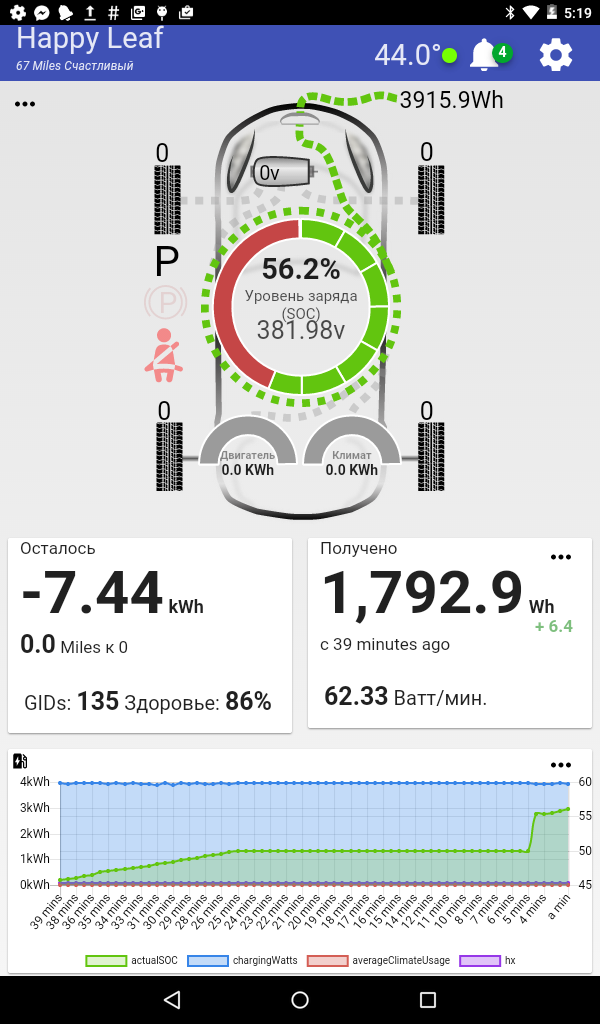 5:19
Happy Leaf
67 Miles Счастливый
44.0°
4
3915.9Wh
0
0
0v
P
P
56.2%
Уровень заряда
(SOC)
381.98v
0
0
Двигатель
0.0 KWh
Климат
0.0 KWh
Осталось
-7.44 kWh
0.0 Miles к 0
GIDs: 135 Здоровье: 86%
Получено
1,792.9 Wh
+ 6.4
с 39 minutes ago
62.33 Ватт/мин.
4kWh
3kWh
2kWh
1kWh
0kWh
60
55
50
45
39 mins
38 mins
36 mins
35 mins
34 mins
33 mins
31 mins
30 mins
29 mins
28 mins
26 mins
25 mins
24 mins
23 mins
22 mins
21 mins
20 mins
19 mins
18 mins
17 mins
16 mins
15 mins
14 mins
12 mins
11 mins
10 mins
8 mins
7 mins
6 mins
5 mins
4 mins
a min
actualSOC
chargingWatts
averageClimateUsage
hx